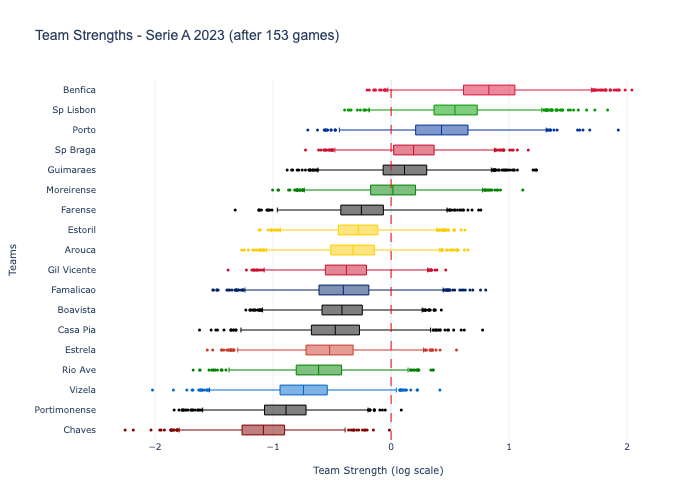 Team Strengths - Serie A 2023 (after 153 games)
Benfica
Sp Lisbon
Porto
Sp Braga
Guimaraes
Moreirense
Farense
Estoril
Arouca
Gil Vicente
Famalicao
Boavista
Casa Pia
Estrela
Rio Ave
Vizela
Portimonense
Chaves
Teams
−2
−1
0
1
2
Team Strength (log scale)